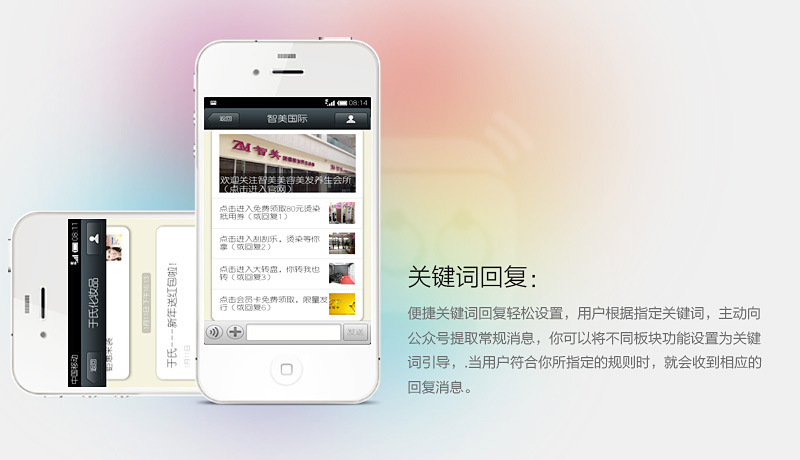 08:14
返回
智美国际
ZM 智美
欢迎关注智美美容美发养生会所
（点击进入官网）
点击进入免费领取80元烫染
抵用券（或回复1）
点击进入刮刮乐，烫染等你
拿（或回复2）
点击进入大转盘，你转我也
转（或回复3）
点击会员卡免费领取，限量发
行（或回复6）
发送
中国移动
08:11
返回
于氏化妆品
于氏---新年送红包啦！
关键词回复：
便捷关键词回复轻松设置，用户根据指定关键词，主动向
公众号提取常规消息，你可以将不同板块功能设置为关键
词引导，.当用户符合你所指定的规则时，就会收到相应的
回复消息。